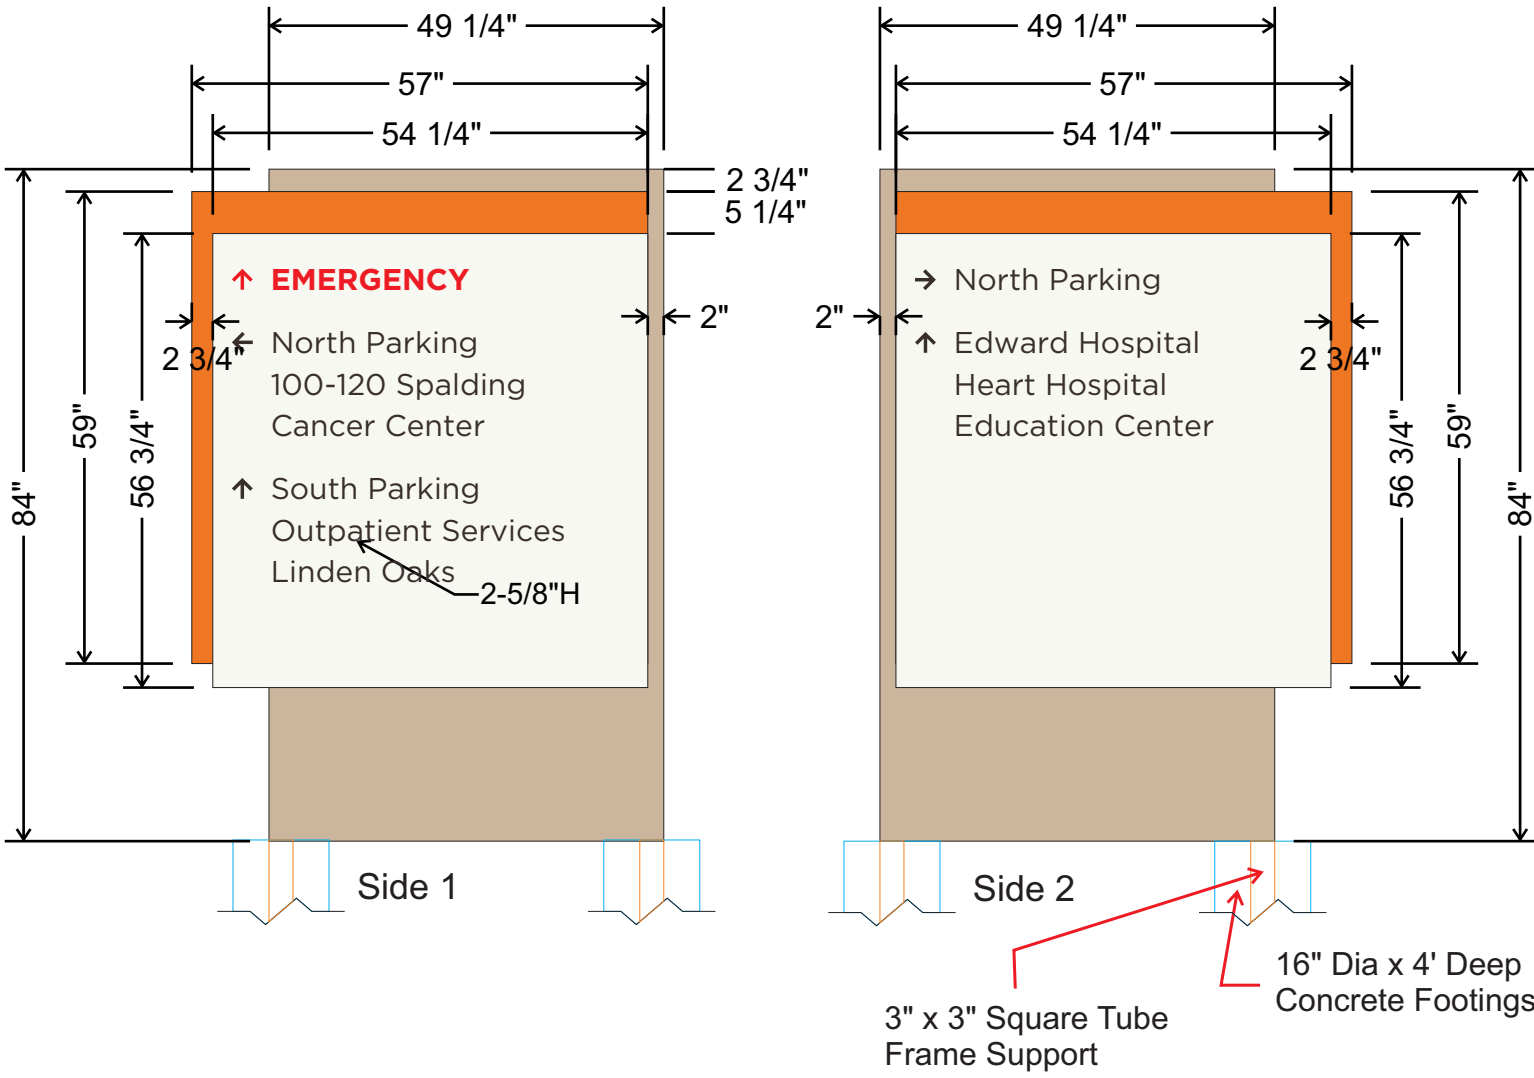 49 1/4"
49 1/4"
57"
57"
54 1/4"
54 1/4"
2 3/4"
5 1/4"
↑ EMERGENCY
2"
2 3/4"
← North Parking
100-120 Spalding
Cancer Center
↑ South Parking
Outpatient Services
Linden Oaks
2-5/8"H
59"
56 3/4"
84"
→ North Parking
2"
↑ Edward Hospital
Heart Hospital
Education Center
2 3/4"
56 3/4"
59"
84"
Side 1
Side 2
16" Dia x 4' Deep
Concrete Footings
3" x 3" Square Tube
Frame Support